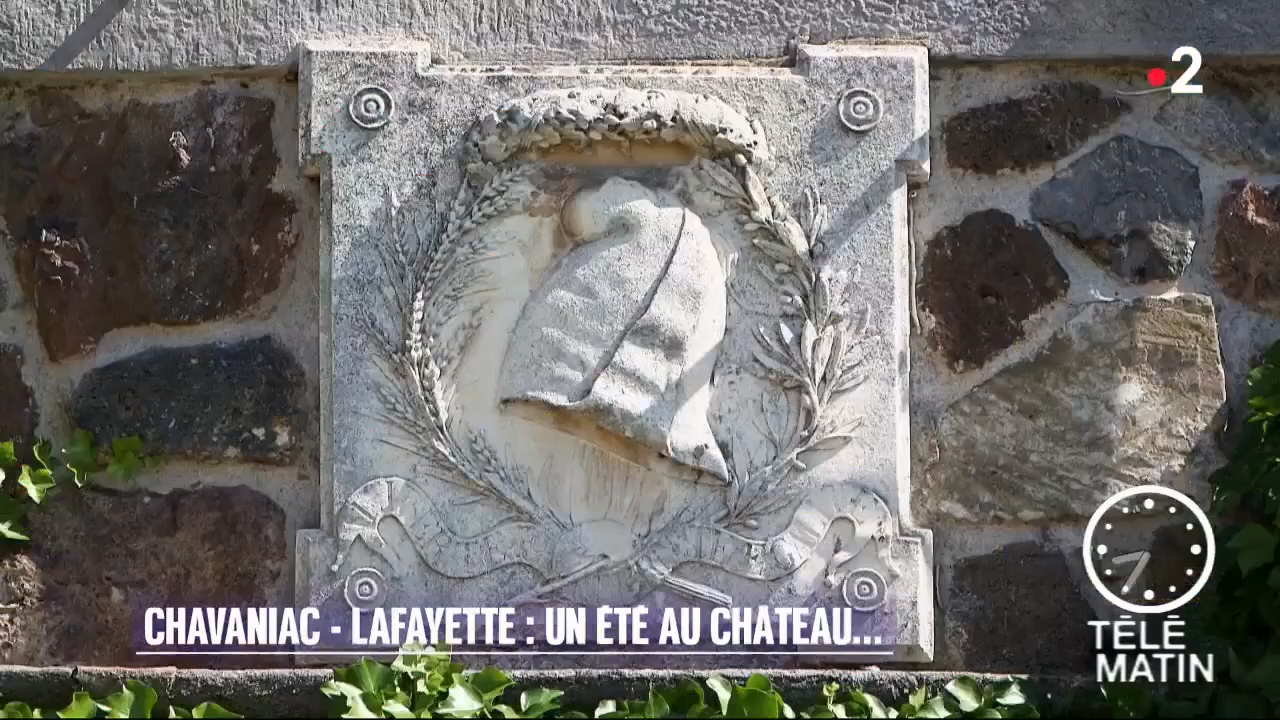 2
CHAVANIAC - LAFAYETTE : UN ÉTÉ AU CHÂTEAU...
TÉLÉ
MATIN